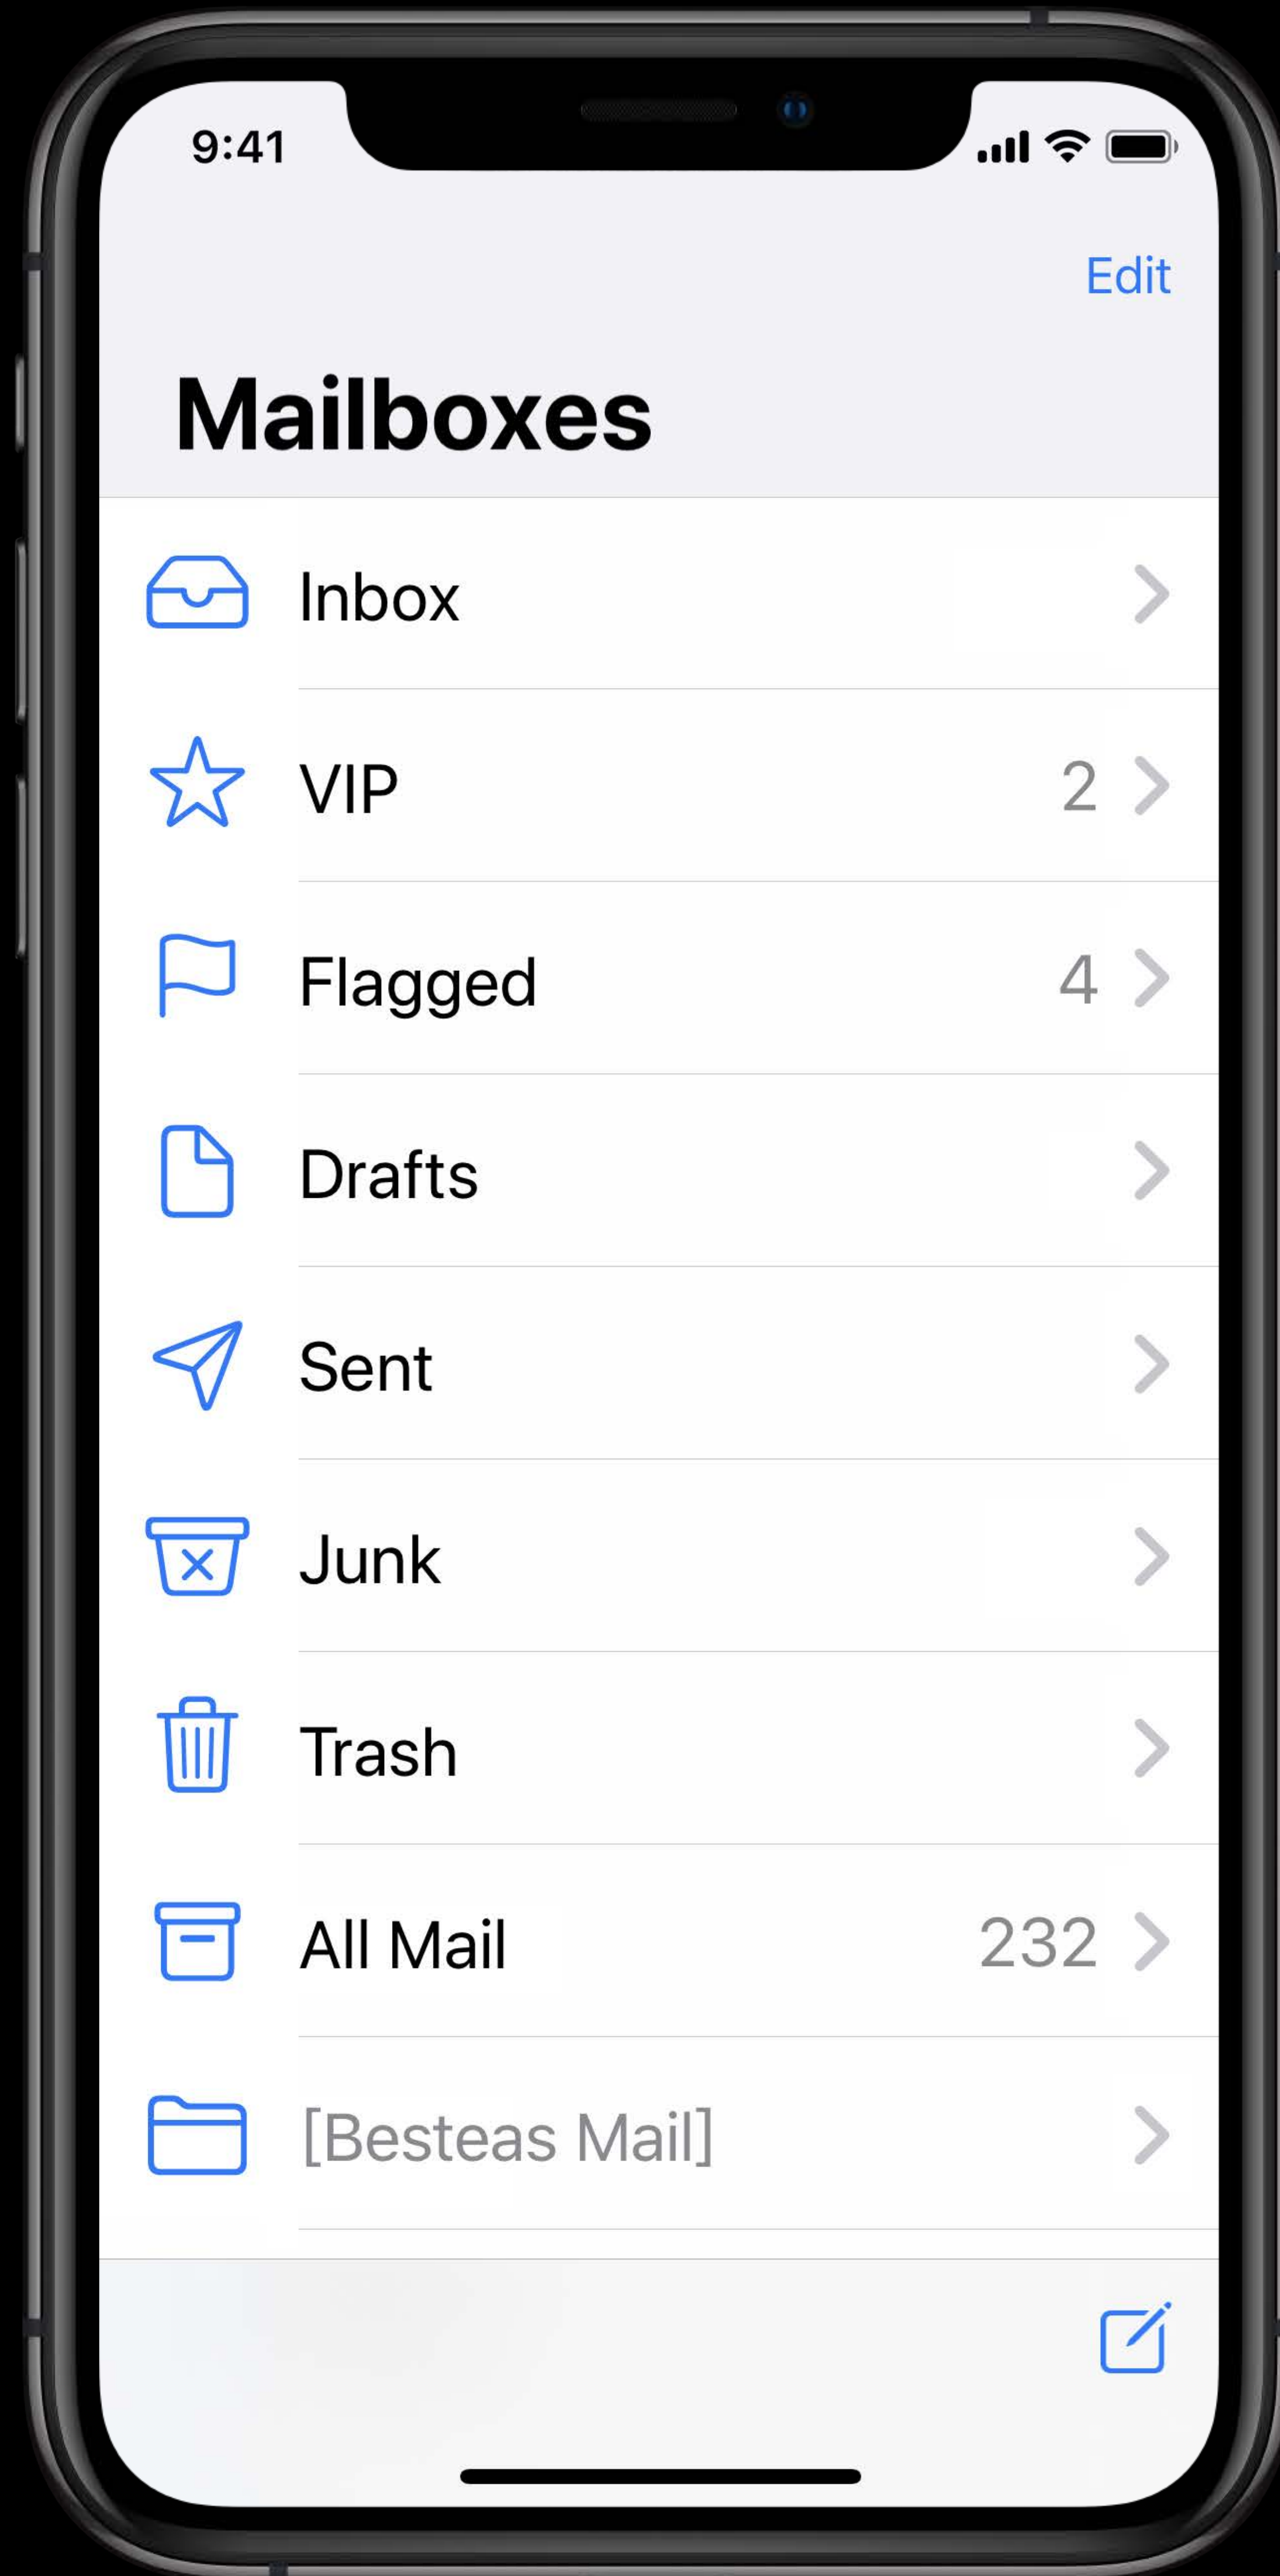 9:41
Edit
Mailboxes
Inbox
VIP 2
Flagged 4
Drafts
Sent
Junk
Trash
All Mail 232
[Besteas Mail]